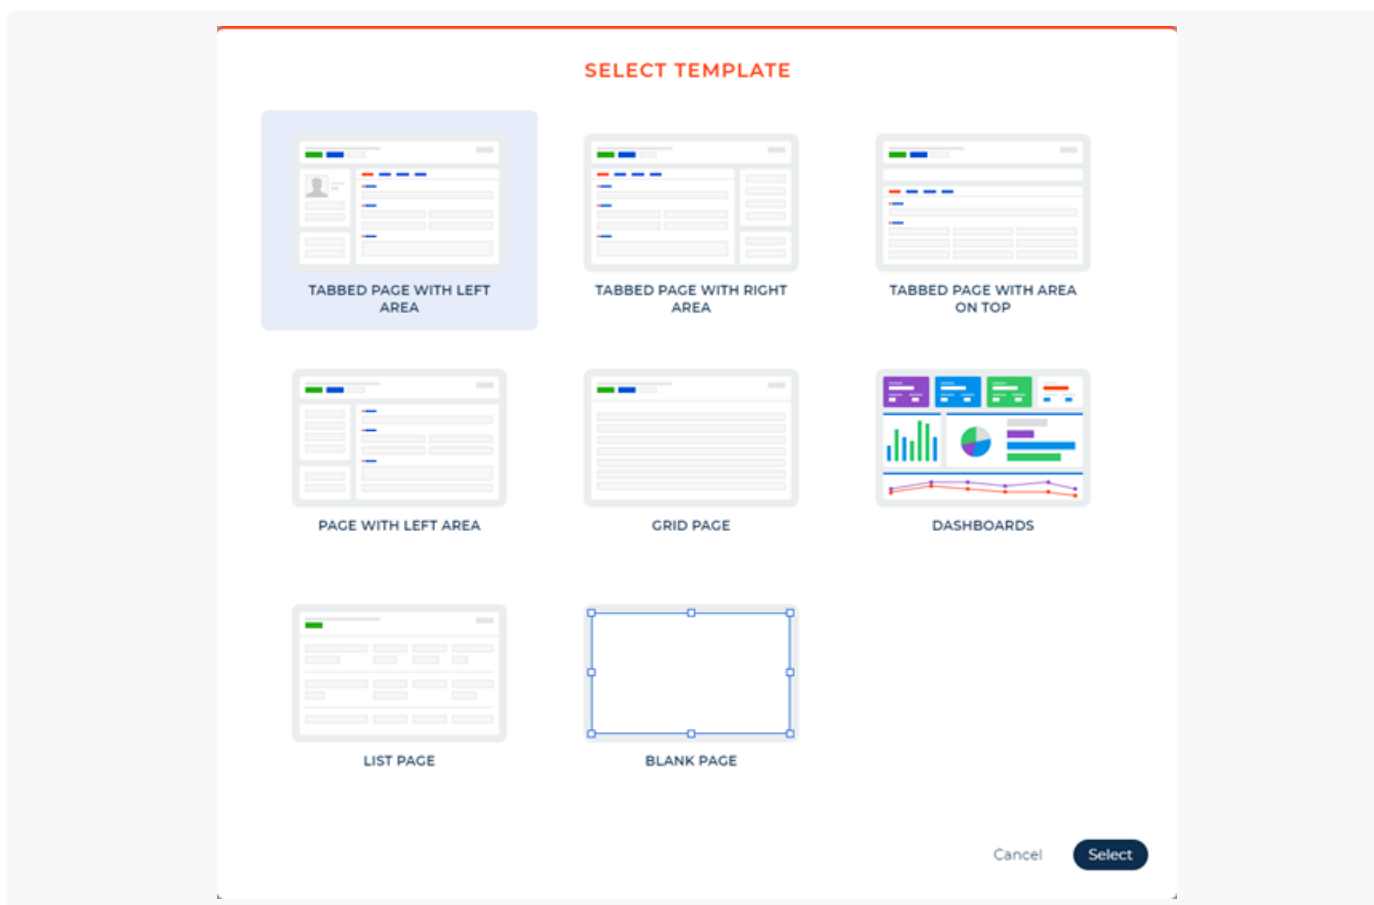 SELECT TEMPLATE
TABBED PAGE WITH LEFT
AREA
TABBED PAGE WITH RIGHT
AREA
TABBED PAGE WITH AREA
ON TOP
PAGE WITH LEFT AREA
GRID PAGE
DASHBOARDS
LIST PAGE
BLANK PAGE
Cancel
Select